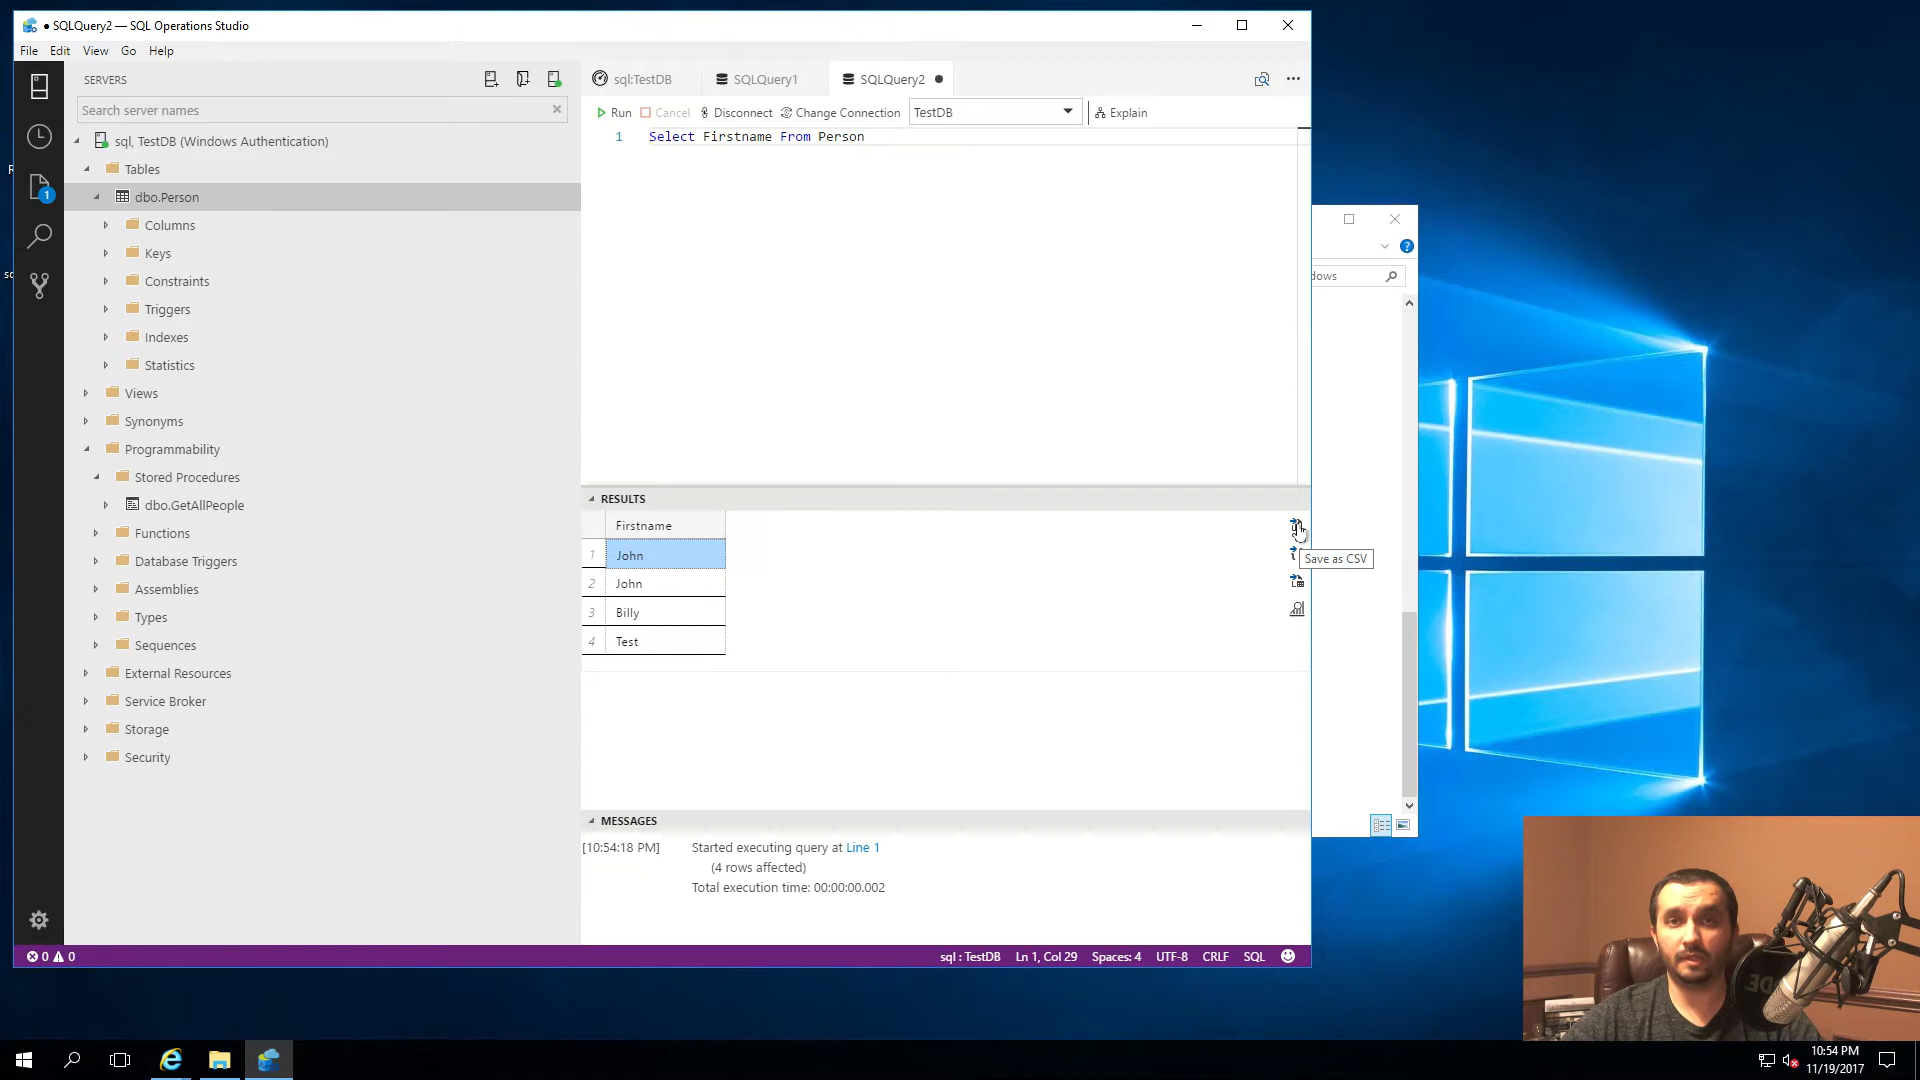 ● SQLQuery2 — SQL Operations Studio
File Edit View Go Help
SERVERS
Search server names
sql, TestDB (Windows Authentication)
Tables
dbo.Person
Columns
Keys
Constraints
Triggers
Indexes
Statistics
Views
Synonyms
Programmability
Stored Procedures
dbo.GetAllPeople
Functions
Database Triggers
Assemblies
Types
Sequences
External Resources
Service Broker
Storage
Security
1
sql:TestDB SQLQuery1 SQLQuery2 ●
Run Cancel Disconnect Change Connection TestDB Explain
1 Select Firstname From Person
RESULTS
Firstname
1 John
2 John
3 Billy
4 Test
Save as CSV
MESSAGES
[10:54:18 PM] Started executing query at Line 1
(4 rows affected)
Total execution time: 00:00:00.002
0 0
sql : TestDB Ln 1, Col 29 Spaces: 4 UTF-8 CRLF SQL
?
dows
10:54 PM
11/19/2017